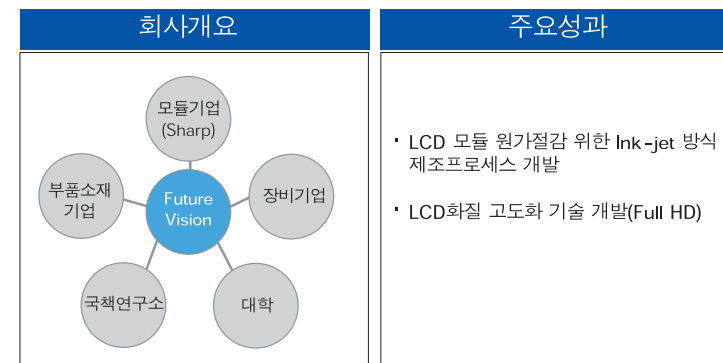 회사개요
모듈기업
(Sharp)
부품소재
기업
Future
Vision
장비기업
국책연구소
대학
주요성과
· LCD 모듈 원가절감 위한 Ink-jet 방식
제조프로세스 개발
· LCD화질 고도화 기술 개발(Full HD)